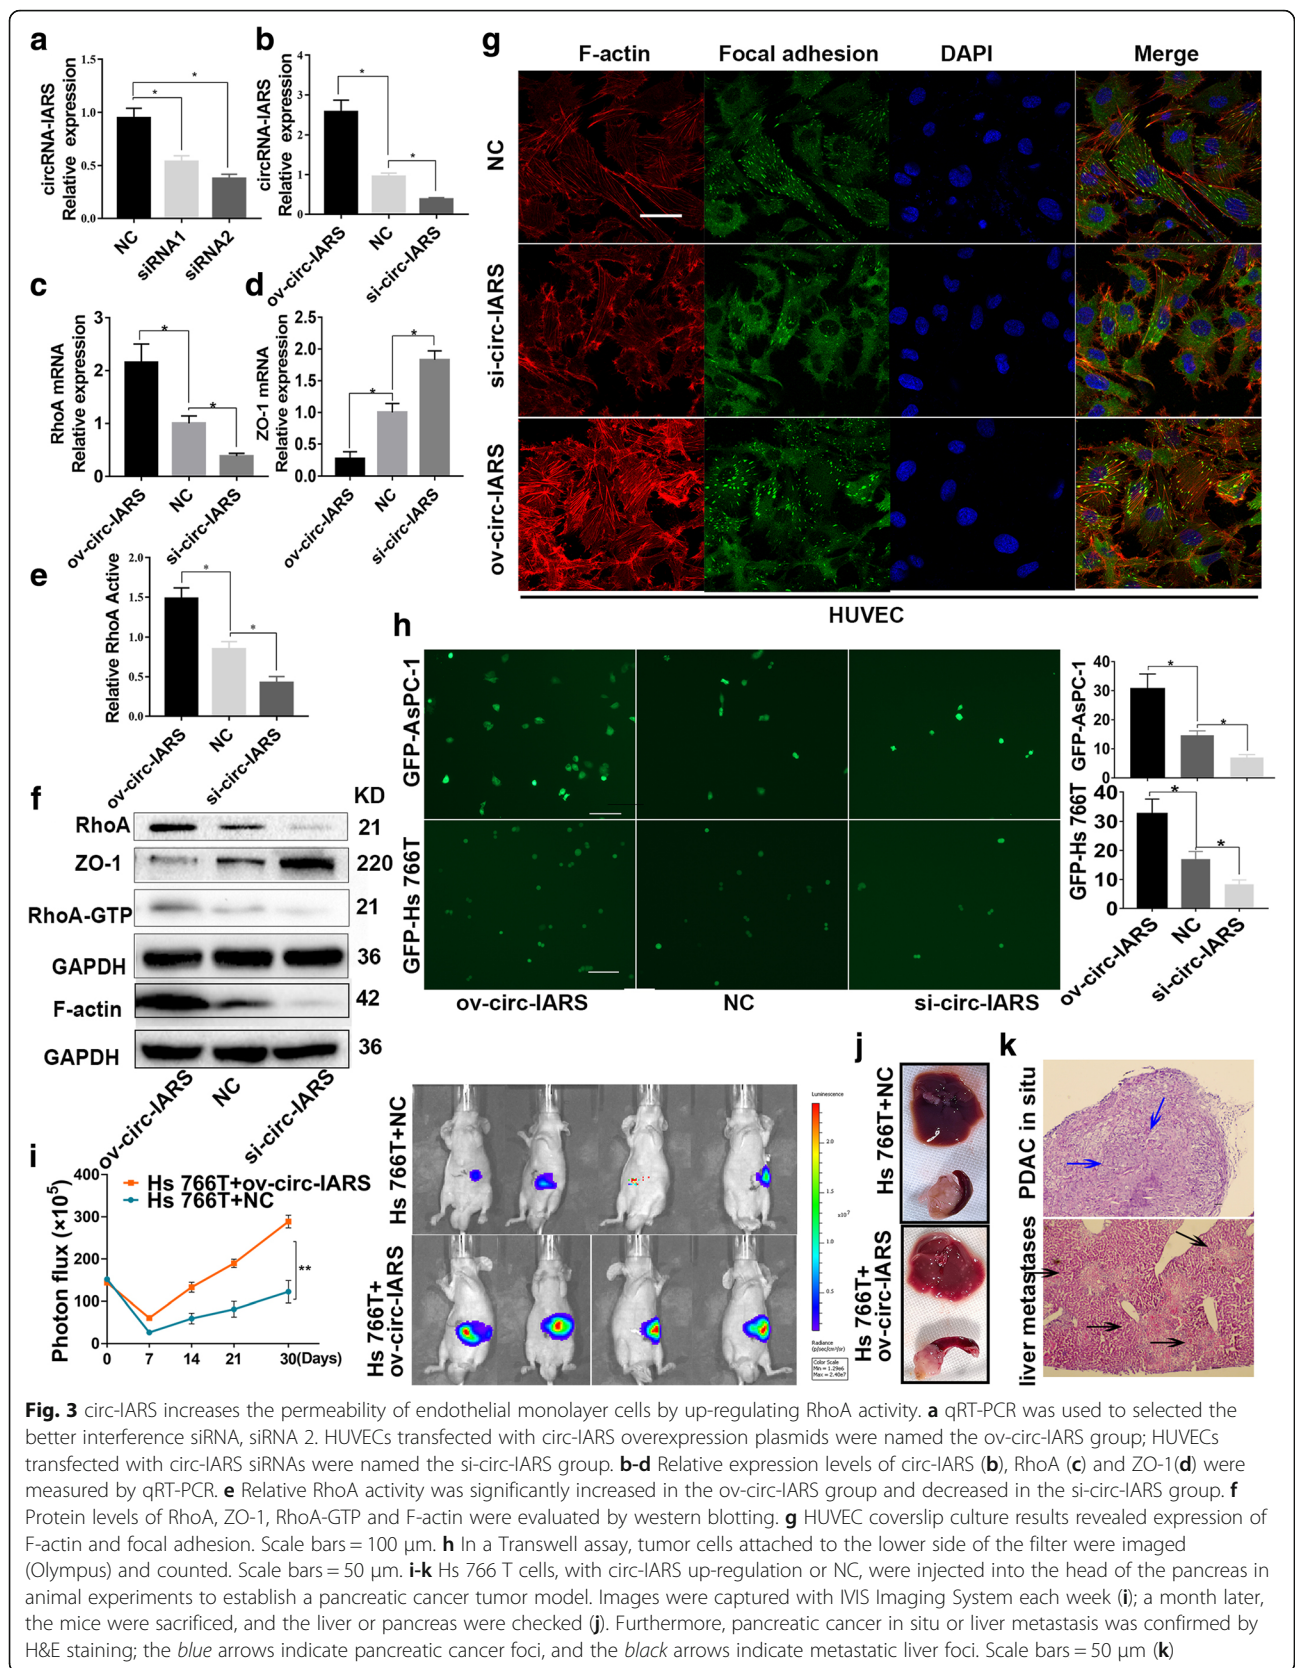 a
circRNA-IARS
Relative expression
1.5
1.0
0.5
0.0
*
*
NC
siRNA1
siRNA2
b
circRNA-IARS
Relative expression
4
3
2
1
0
*
*
ov-circ-IARS
NC
si-circ-IARS
c
RhoA mRNA
Relative expression
3
2
1
0
*
*
ov-circ-IARS
NC
si-circ-IARS
d
ZO-1 mRNA
Relative expression
2.5
2.0
1.5
1.0
0.5
0.0
*
*
ov-circ-IARS
NC
si-circ-IARS
e
Relative RhoA Active
2.0
1.5
1.0
0.5
0.0
*
*
ov-circ-IARS
NC
si-circ-IARS
f
KD
RhoA 21
ZO-1 220
RhoA-GTP 21
GAPDH 36
F-actin 42
GAPDH 36
ov-circ-IARS
NC
si-circ-IARS
g
F-actin Focal adhesion DAPI Merge
NC
si-circ-IARS
ov-circ-IARS
HUVEC
h
GFP-AsPC-1
GFP-Hs 766T
ov-circ-IARS NC si-circ-IARS
GFP-AsPC-1
40
30
20
10
0
*
*
GFP-Hs 766T
40
30
20
10
0
*
*
ov-circ-IARS
NC
si-circ-IARS
i
Photon flux (×10⁵)
400
300
200
100
0
Hs 766T+ov-circ-IARS
Hs 766T+NC
**
0 7 14 21 30(Days)
Hs 766T+NC
Hs 766T+
ov-circ-IARS
Luminescence
2.0
1.5
×10⁷
1.0
0.5
Radiance
(p/sec/cm²/sr)
Color Scale
Min = 1.29e6
Max = 2.40e7
j
Hs 766T+NC
Hs 766T+
ov-circ-IARS
k
PDAC in situ
liver metastases
Fig. 3 circ-IARS increases the permeability of endothelial monolayer cells by up-regulating RhoA activity. a qRT-PCR was used to selected the
better interference siRNA, siRNA 2. HUVECs transfected with circ-IARS overexpression plasmids were named the ov-circ-IARS group; HUVECs
transfected with circ-IARS siRNAs were named the si-circ-IARS group. b-d Relative expression levels of circ-IARS (b), RhoA (c) and ZO-1(d) were
measured by qRT-PCR. e Relative RhoA activity was significantly increased in the ov-circ-IARS group and decreased in the si-circ-IARS group. f
Protein levels of RhoA, ZO-1, RhoA-GTP and F-actin were evaluated by western blotting. g HUVEC coverslip culture results revealed expression of
F-actin and focal adhesion. Scale bars = 100 μm. h In a Transwell assay, tumor cells attached to the lower side of the filter were imaged
(Olympus) and counted. Scale bars = 50 μm. i-k Hs 766 T cells, with circ-IARS up-regulation or NC, were injected into the head of the pancreas in
animal experiments to establish a pancreatic cancer tumor model. Images were captured with IVIS Imaging System each week (i); a month later,
the mice were sacrificed, and the liver or pancreas were checked (j). Furthermore, pancreatic cancer in situ or liver metastasis was confirmed by
H&E staining; the blue arrows indicate pancreatic cancer foci, and the black arrows indicate metastatic liver foci. Scale bars = 50 μm (k)